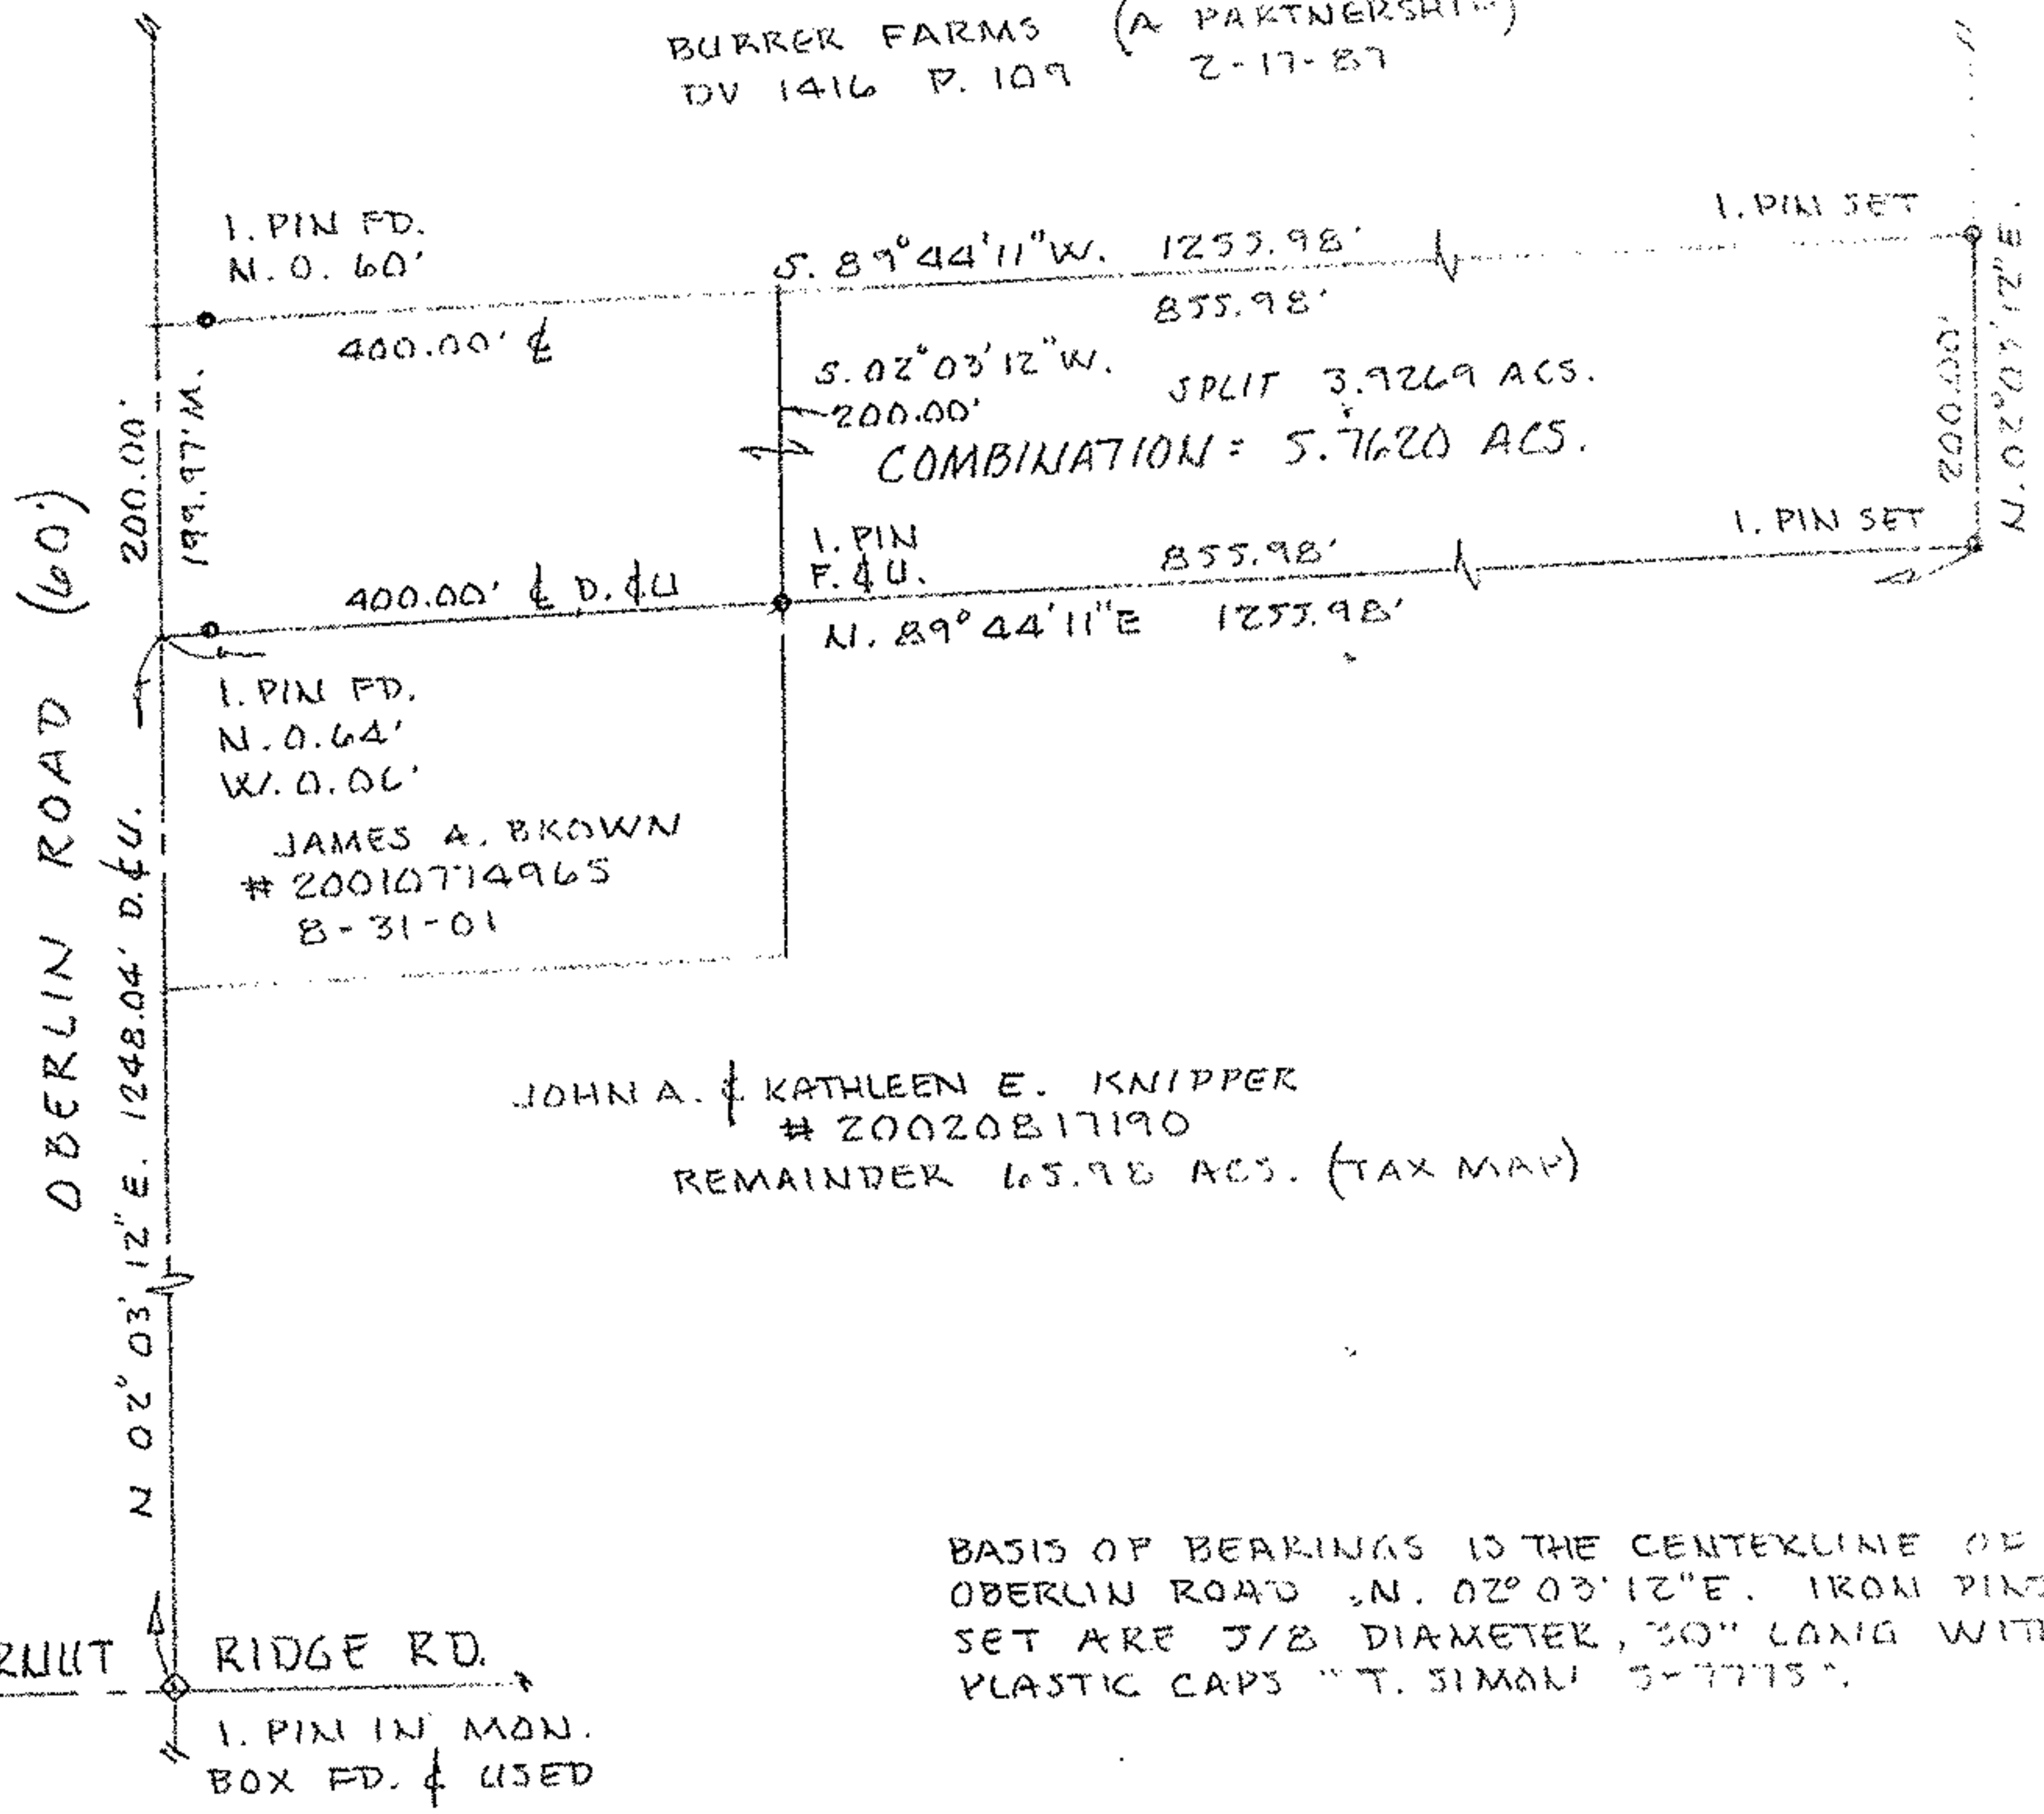 BURRER FARMS (A PARTNERSHIP)
DV 1416 P. 109 2-17-87
I. PIN FD.
N. 0.60'
S. 89°44'11"W. 1255.98'
I. PIN SET
400.00' ₵
855.98'
N.02°03'12"E.
200.00'
200.00'
199.97'M.
S. 02°03'12"W.
200.00'
SPLIT 3.9269 ACS.
COMBINATION = 5.7620 ACS.
400.00' ₵ D. & U
I. PIN
F. & U.
855.98'
I. PIN SET
N. 89°44'11"E 1255.98'
OBERLIN ROAD (60')
I. PIN FD.
N. 0.64'
W. 0.06'
JAMES A. BROWN
# 20010774965
8-31-01
N 02° 03' 12" E. 1248.04' D. & U.
JOHN A. & KATHLEEN E. KNIPPER
# 20020817190
REMAINDER 65.98 ACS. (TAX MAP)
BASIS OF BEARINGS IS THE CENTERLINE OF
OBERLIN ROAD N. 02°03'12"E. IRON PINS
SET ARE 5/8 DIAMETER, 30" LONG WITH
PLASTIC CAPS "T. SIMON S-7775".
RNUT RIDGE RD.
I. PIN IN MON.
BOX FD. & USED